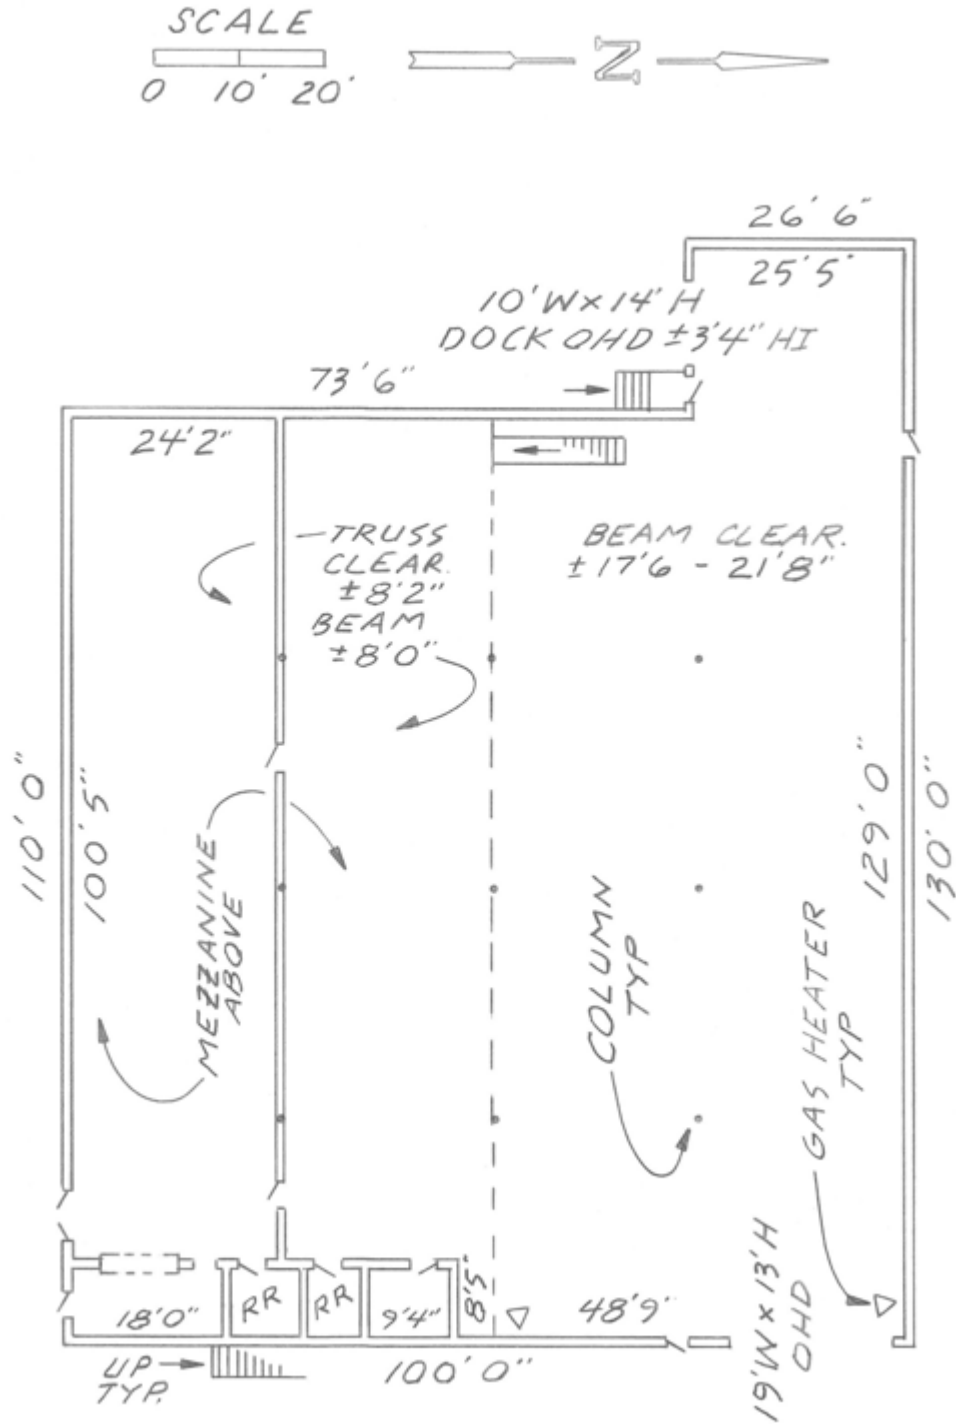 SCALE
0 10' 20'
N
26' 6"
25' 5"
10' W x 14' H
DOCK OHD ±3'4" HI
73' 6"
24'2"
TRUSS
CLEAR.
±8'2"
BEAM
±8'0"
BEAM CLEAR.
±17'6 - 21'8"
110' 0"
100' 5"
MEZZANINE
ABOVE
COLUMN
TYP
129' 0"
130' 0"
GAS HEATER
TYP
18'0"
RR
RR
9'4"
8'5"
48'9"
19'W x 13'H
OHD
UP
TYP.
100' 0"